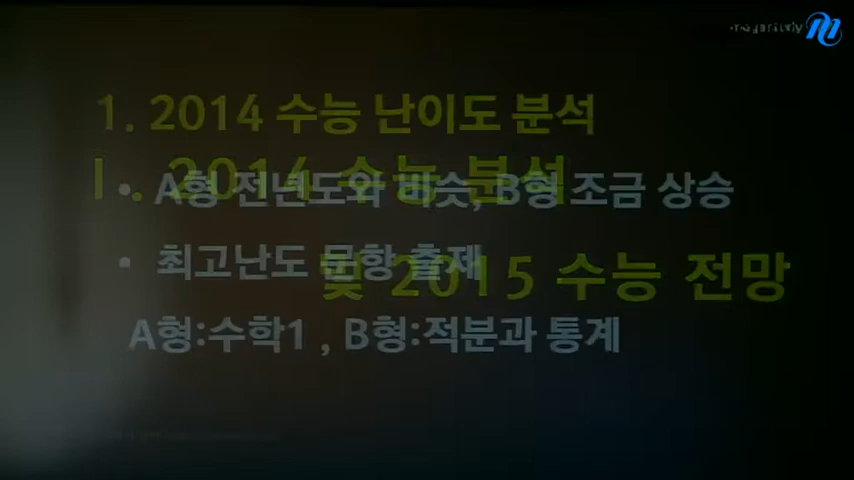 megastudy
1. 2014 수능 난이도 분석
I. 2014 수능 분석
• A형 전년도와 비슷, B형 조금 상승
• 최고난도 문항 출제
및 2015 수능 전망
A형:수학1, B형:적분과 통계